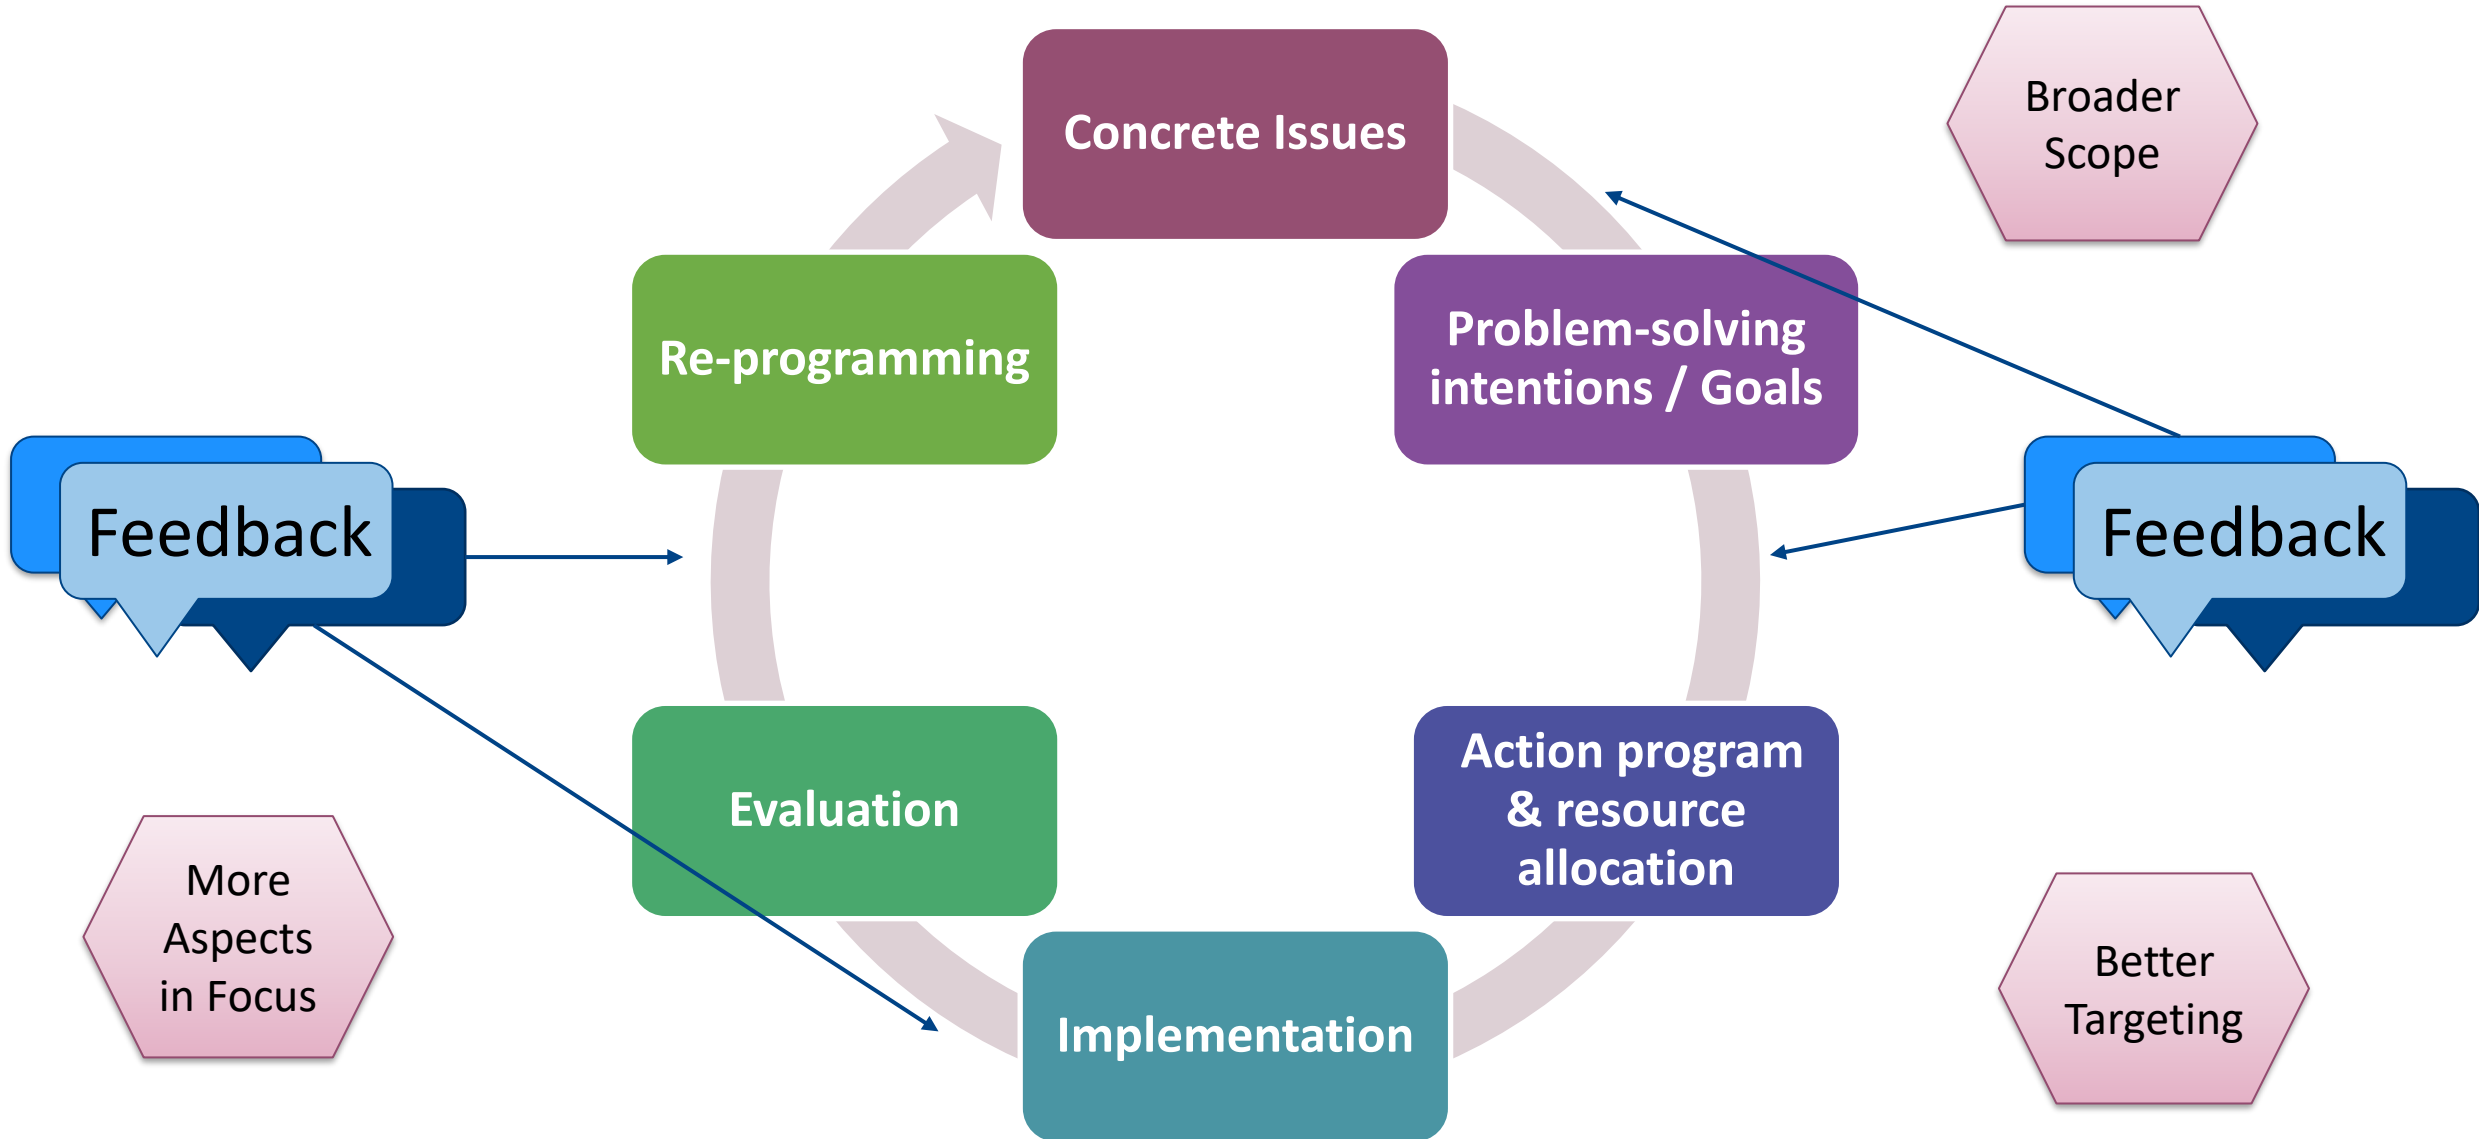 Concrete Issues
Broader
Scope
Problem-solving
intentions / Goals
Re-programming
Feedback
Feedback
Action program
& resource
allocation
Evaluation
More
Aspects
in Focus
Better
Targeting
Implementation